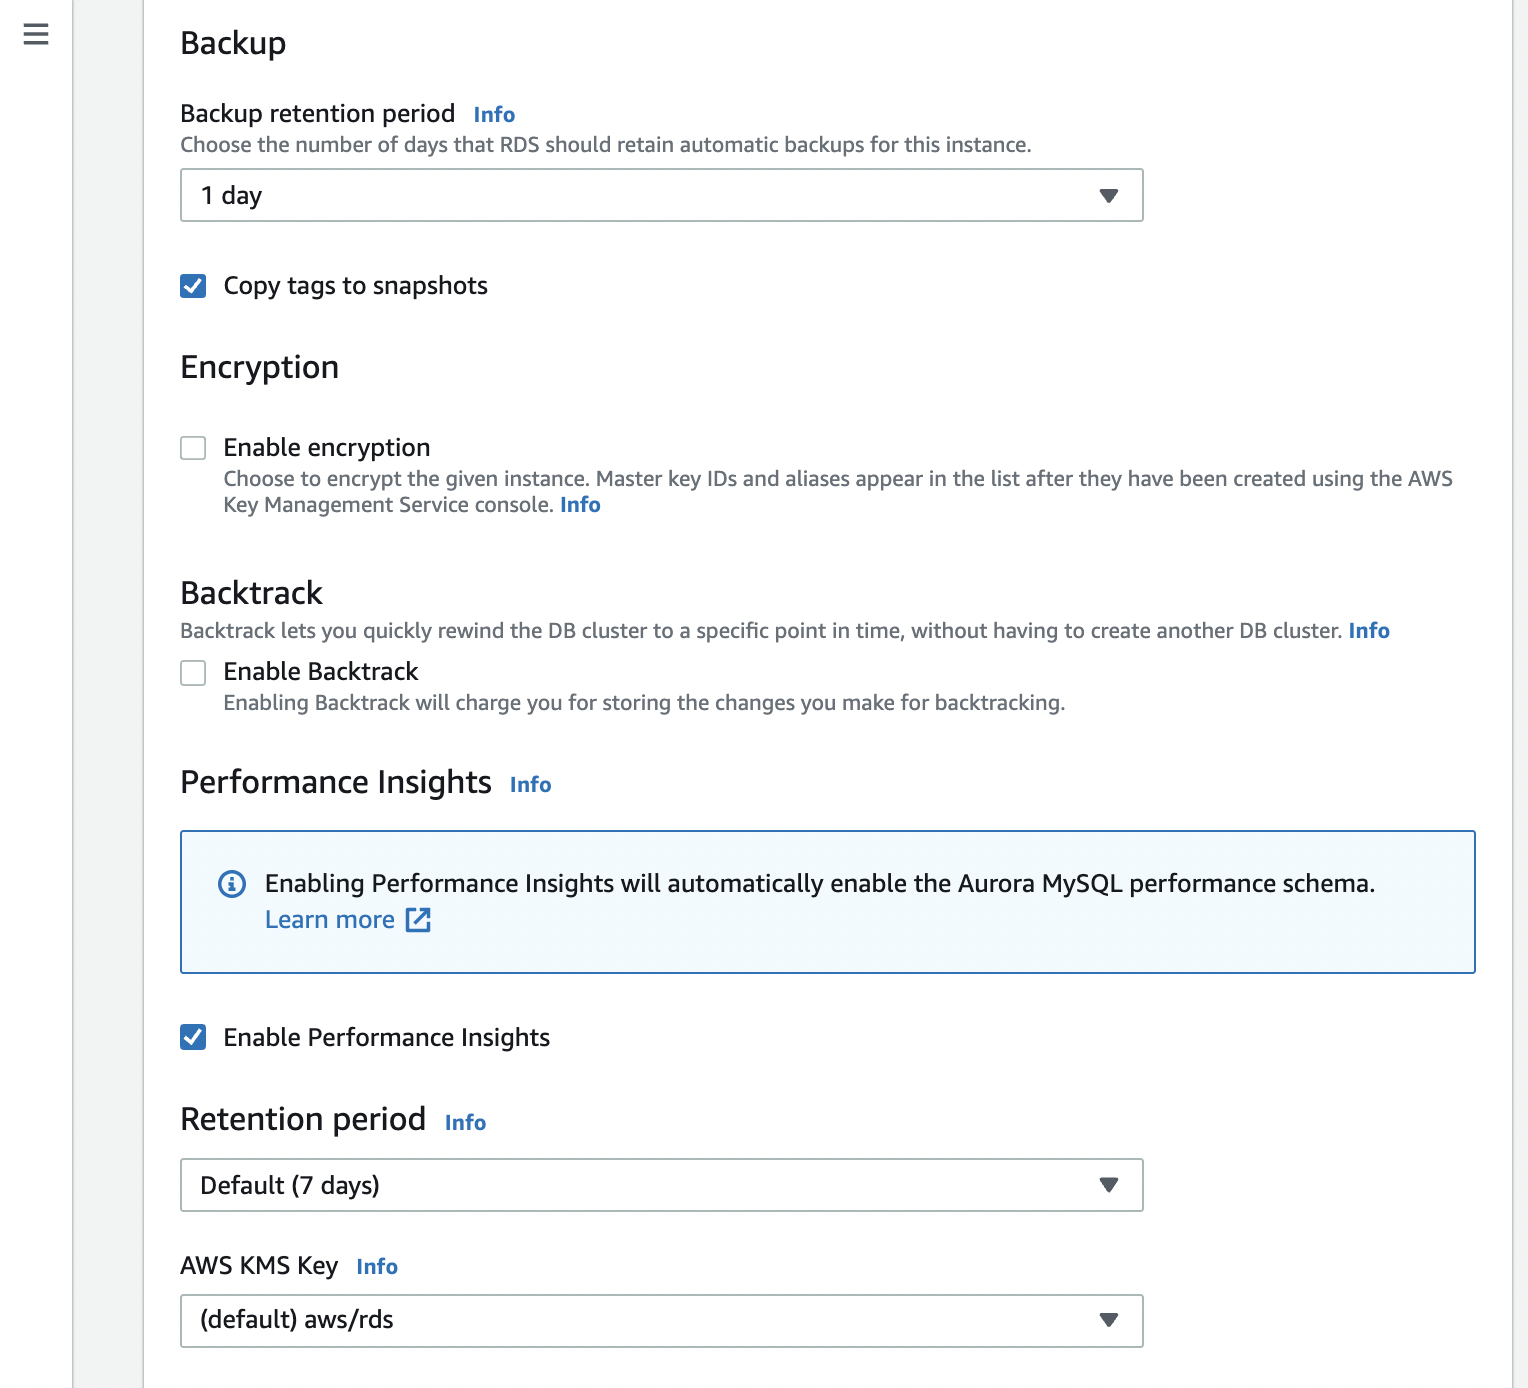 Backup
Backup retention period Info
Choose the number of days that RDS should retain automatic backups for this instance.
1 day
Copy tags to snapshots
Encryption
Enable encryption
Choose to encrypt the given instance. Master key IDs and aliases appear in the list after they have been created using the AWS
Key Management Service console. Info
Backtrack
Backtrack lets you quickly rewind the DB cluster to a specific point in time, without having to create another DB cluster. Info
Enable Backtrack
Enabling Backtrack will charge you for storing the changes you make for backtracking.
Performance Insights Info
Enabling Performance Insights will automatically enable the Aurora MySQL performance schema.
Learn more
Enable Performance Insights
Retention period Info
Default (7 days)
AWS KMS Key Info
(default) aws/rds